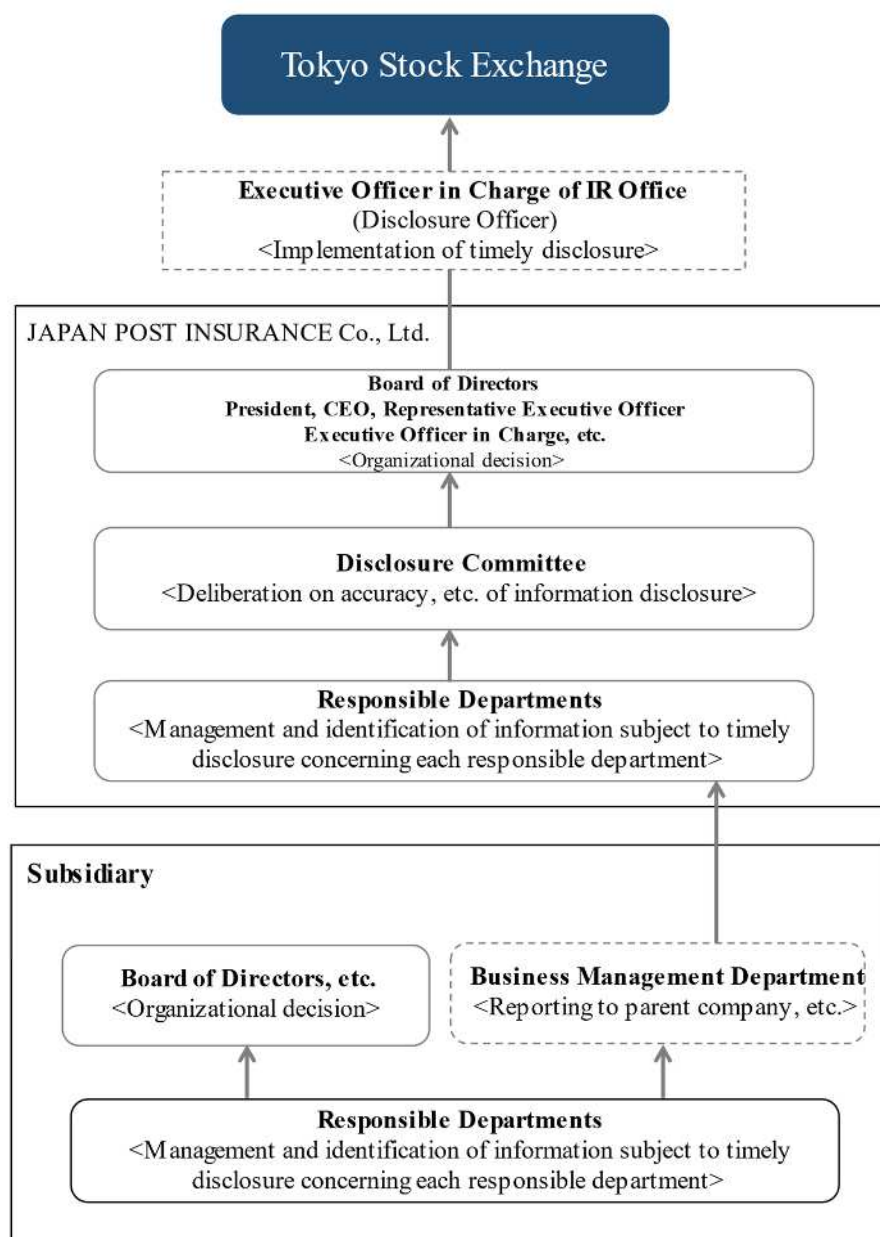 Tokyo Stock Exchange
Executive Officer in Charge of IR Office
(Disclosure Officer)
<Implementation of timely disclosure>
JAPAN POST INSURANCE Co., Ltd.
Board of Directors
President, CEO, Representative Executive Officer
Executive Officer in Charge, etc.
<Organizational decision>
Disclosure Committee
<Deliberation on accuracy, etc. of information disclosure>
Responsible Departments
<Management and identification of information subject to timely
disclosure concerning each responsible department>
Subsidiary
Board of Directors, etc.
<Organizational decision>
Business Management Department
<Reporting to parent company, etc.>
Responsible Departments
<Management and identification of information subject to timely
disclosure concerning each responsible department>